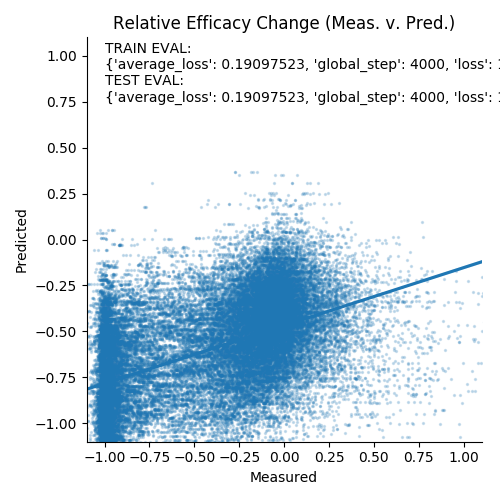 Relative Efficacy Change (Meas. v. Pred.)
TRAIN EVAL:
{'average_loss': 0.19097523, 'global_step': 4000, 'loss':
TEST EVAL:
{'average_loss': 0.19097523, 'global_step': 4000, 'loss':
1.00
0.75
0.50
0.25
0.00
−0.25
−0.50
−0.75
−1.00
Predicted
−1.00 −0.75 −0.50 −0.25 0.00 0.25 0.50 0.75 1.00
Measured